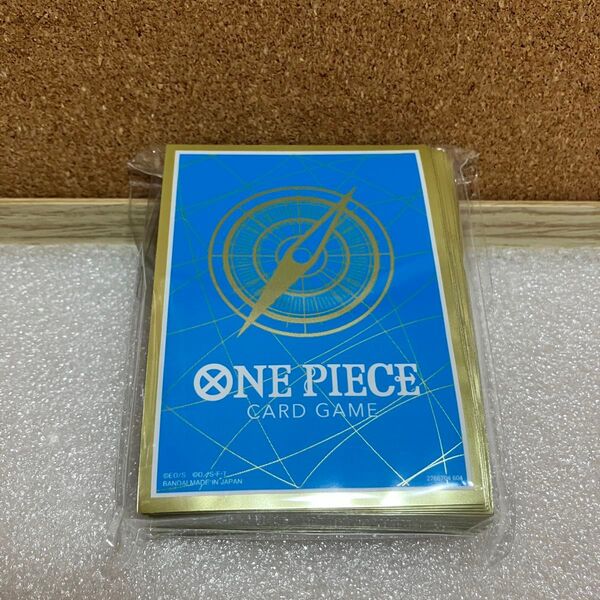 ONE PIECE
CARD GAME
©E.O/S ©O./S·F·T
BANDAI MADE IN JAPAN